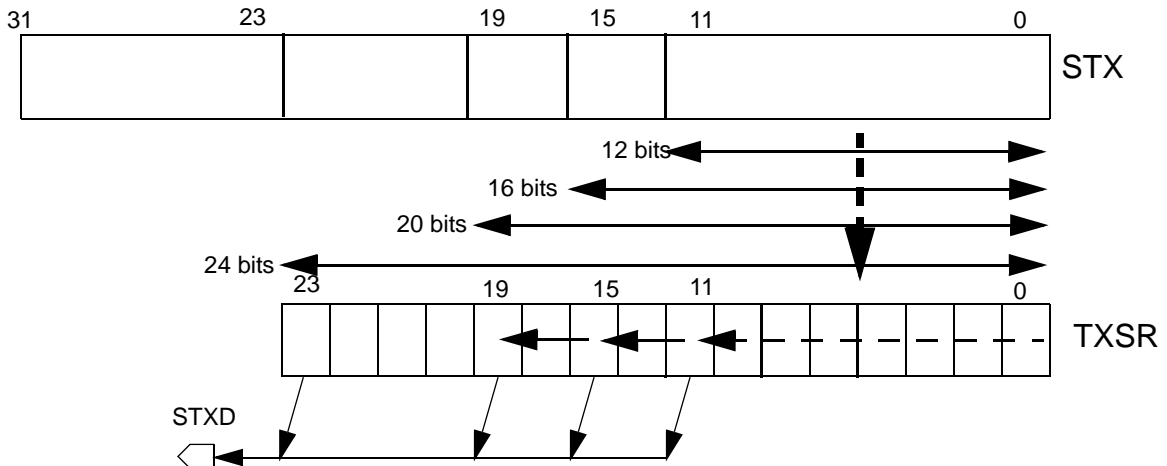 31 23 19 15 11 0
STX
12 bits
16 bits
20 bits
24 bits
23 19 15 11 0
TXSR
STXD